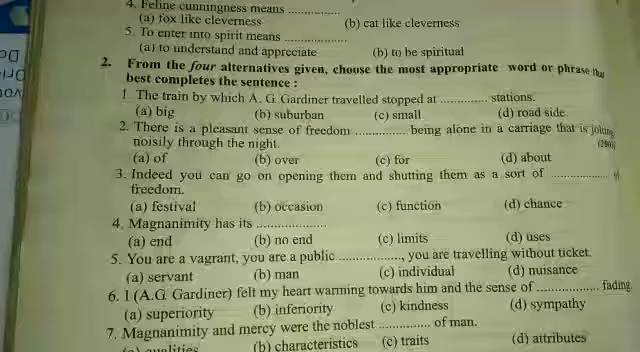 4. Feline cunningness means ..................
(a) fox like cleverness (b) cat like cleverness
5. To enter into spirit means ..................
(a) to understand and appreciate (b) to be spiritual
2. From the four alternatives given, choose the most appropriate word or phrase that
best completes the sentence :
1. The train by which A. G. Gardiner travelled stopped at .............. stations.
(a) big (b) suburban (c) small (d) road side
2. There is a pleasant sense of freedom ............... being alone in a carriage that is jolting
noisily through the night.
(a) of (b) over (c) for (d) about
3. Indeed you can go on opening them and shutting them as a sort of ..................
freedom.
(a) festival (b) occasion (c) function (d) chance
4. Magnanimity has its ....................
(a) end (b) no end (c) limits (d) uses
5. You are a vagrant, you are a public .................., you are travelling without ticket.
(a) servant (b) man (c) individual (d) nuisance
6. I (A.G. Gardiner) felt my heart warming towards him and the sense of .................. fading.
(a) superiority (b) inferiority (c) kindness (d) sympathy
7. Magnanimity and mercy were the noblest .............. of man.
(a) qualities (b) characteristics (c) traits (d) attributes